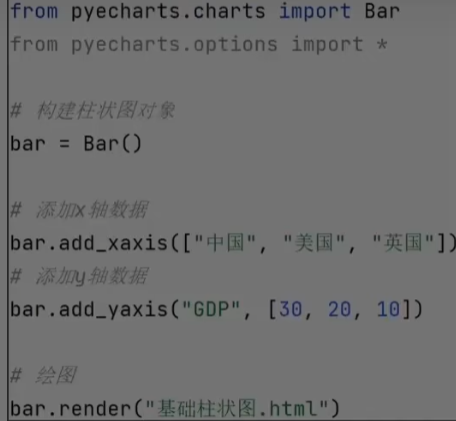 from pyecharts.charts import Bar
from pyecharts.options import *
# 构建柱状图对象
bar = Bar()
# 添加x轴数据
bar.add_xaxis(["中国", "美国", "英国"])
# 添加y轴数据
bar.add_yaxis("GDP", [30, 20, 10])
# 绘图
bar.render("基础柱状图.html")